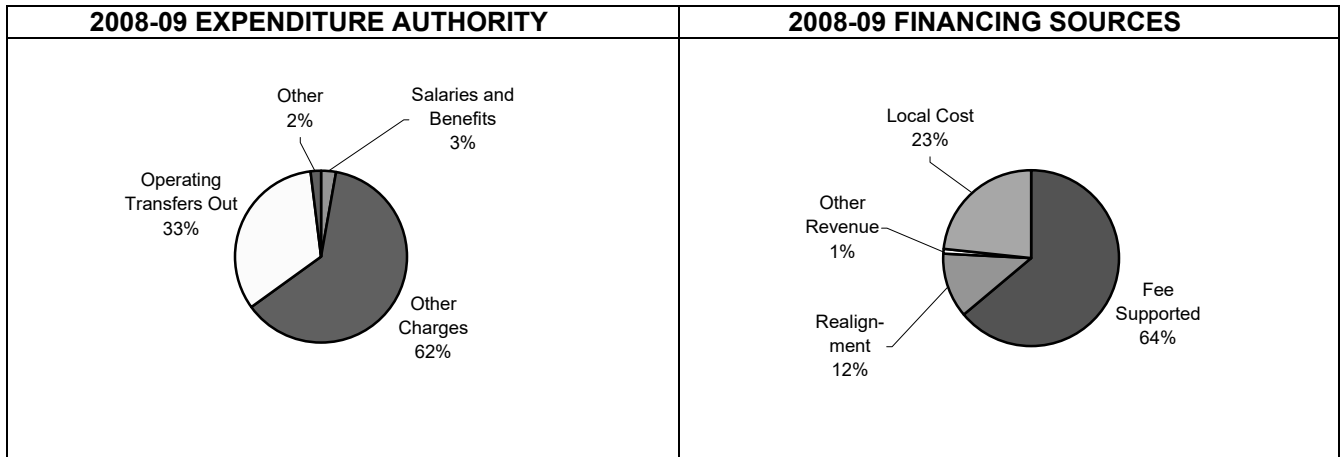 2008-09 EXPENDITURE AUTHORITY
Other
2%
Salaries and
Benefits
3%
Operating
Transfers Out
33%
Other
Charges
62%
2008-09 FINANCING SOURCES
Local Cost
23%
Other
Revenue
1%
Realign-
ment
12%
Fee
Supported
64%